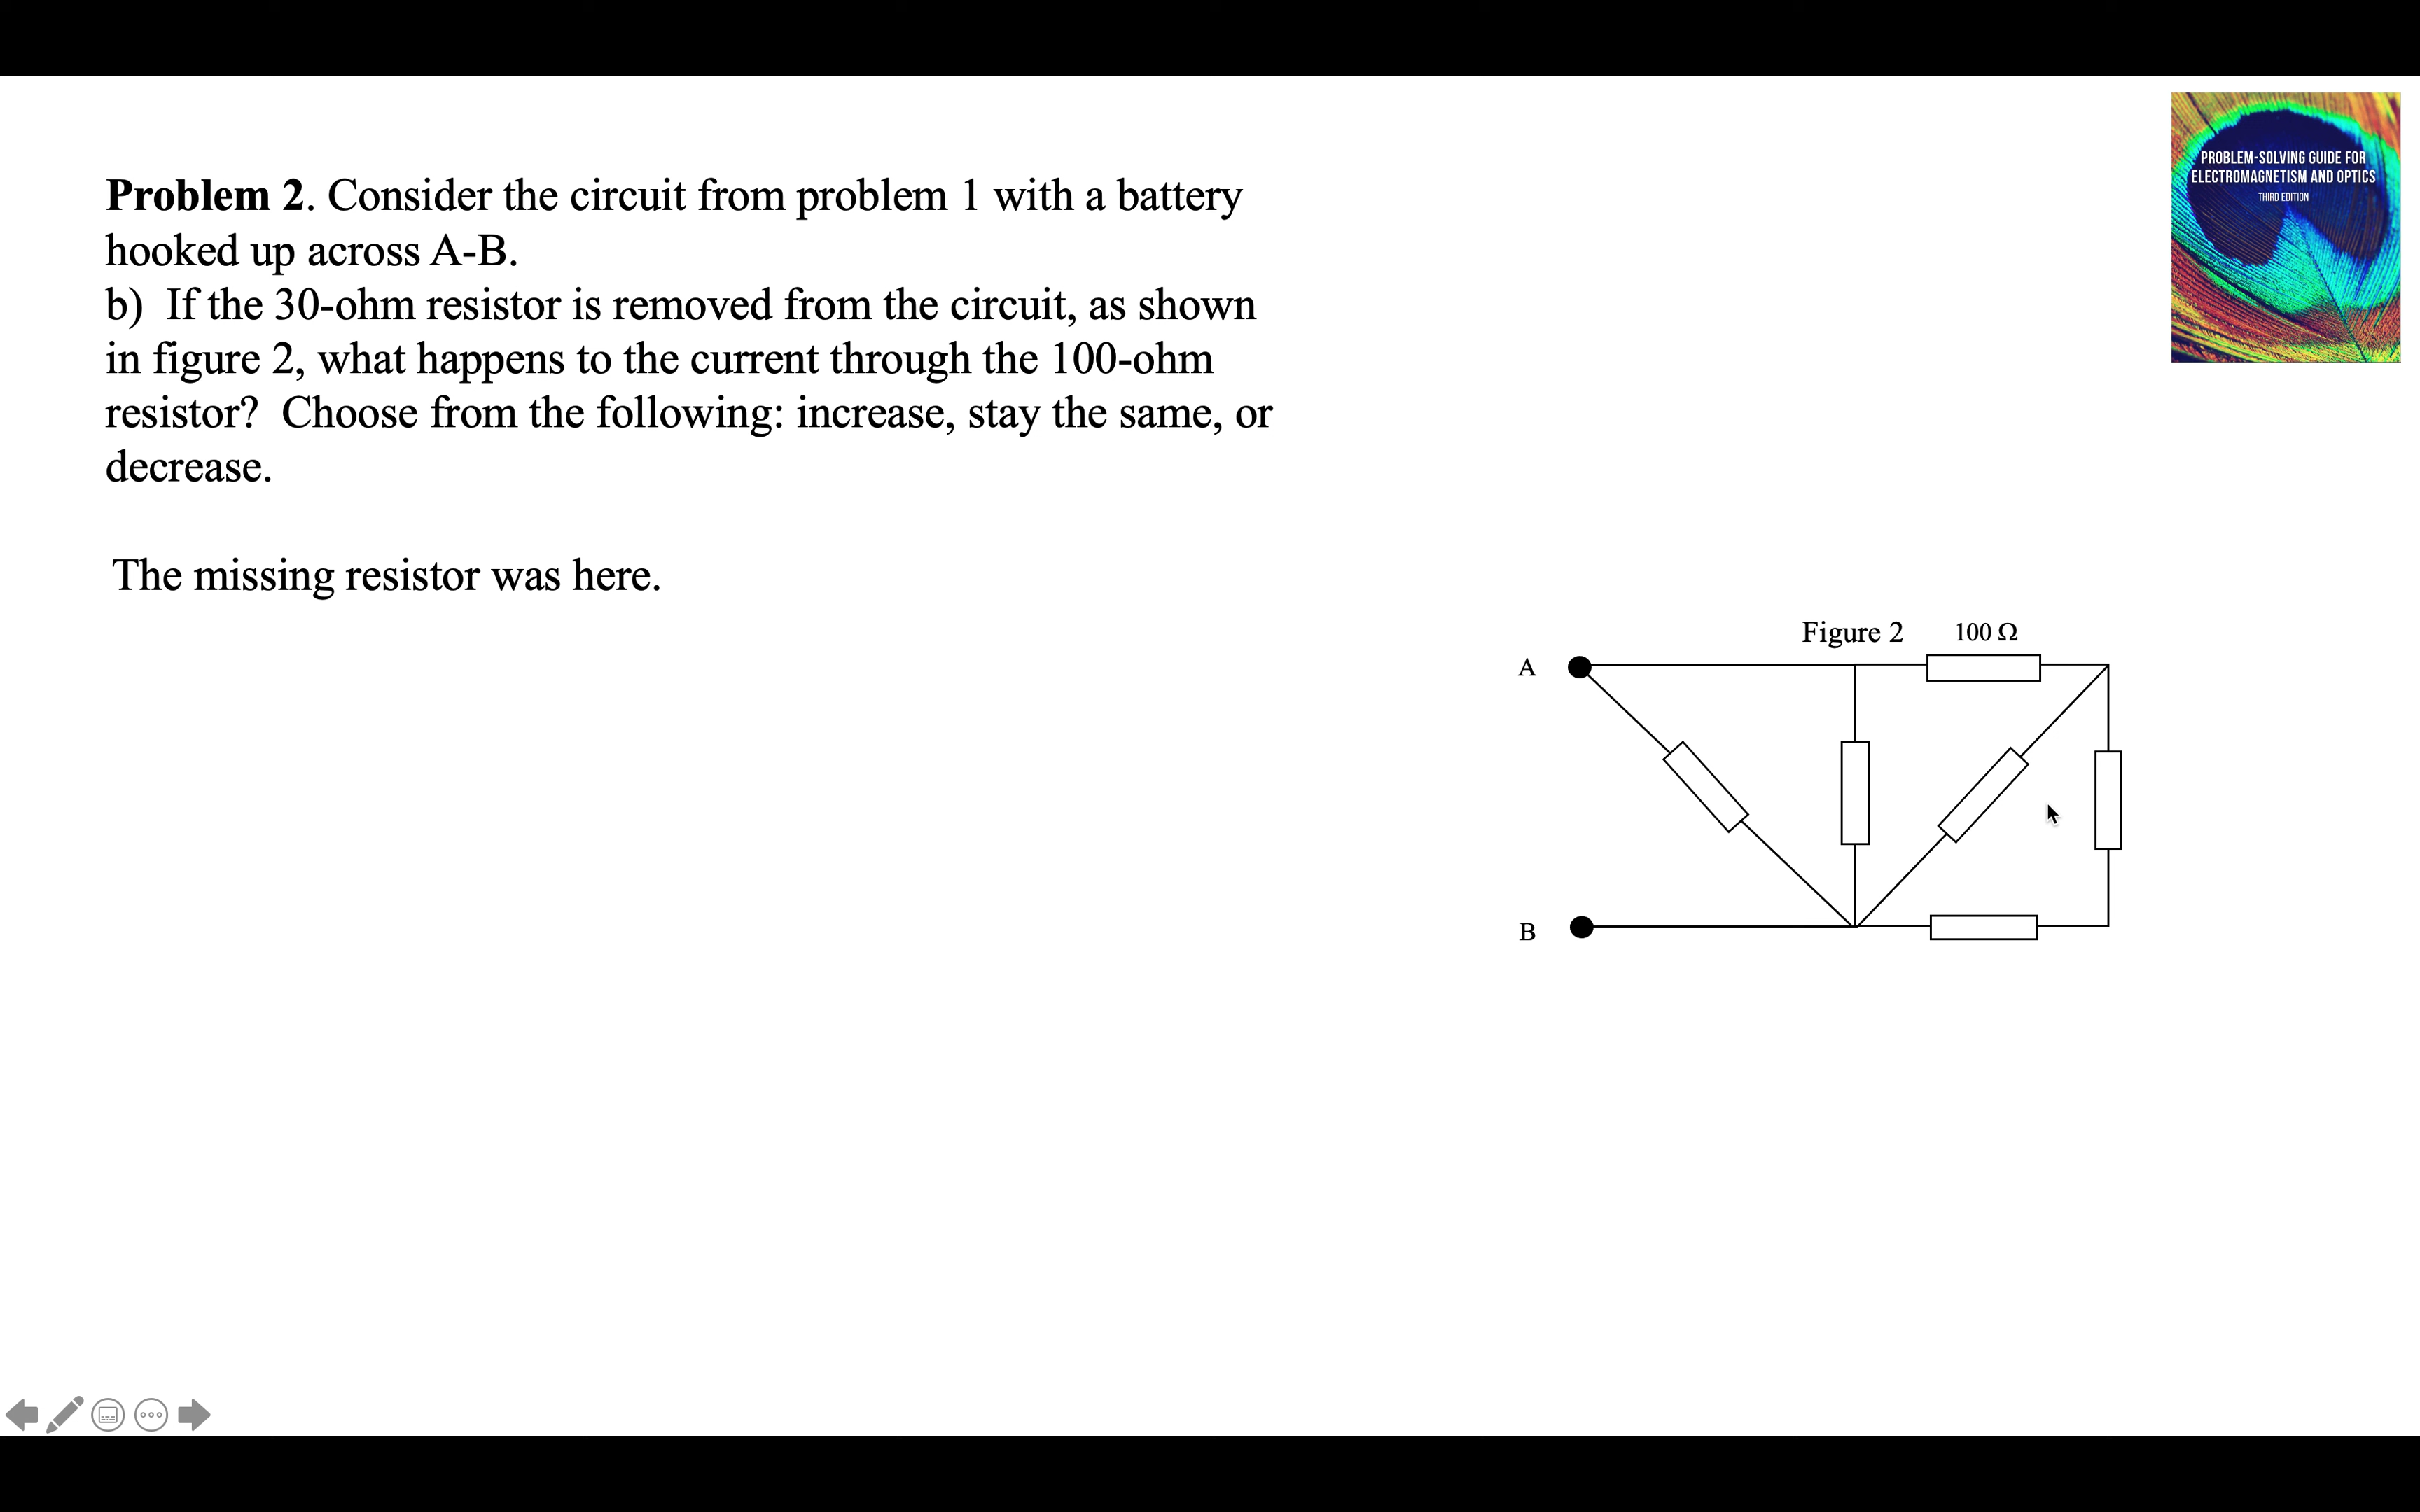 PROBLEM-SOLVING GUIDE FOR
ELECTROMAGNETISM AND OPTICS
THIRD EDITION
Problem 2. Consider the circuit from problem 1 with a battery
hooked up across A-B.
b)  If the 30-ohm resistor is removed from the circuit, as shown
in figure 2, what happens to the current through the 100-ohm
resistor?  Choose from the following: increase, stay the same, or
decrease.
The missing resistor was here.
Figure 2
100 Ω
A
B